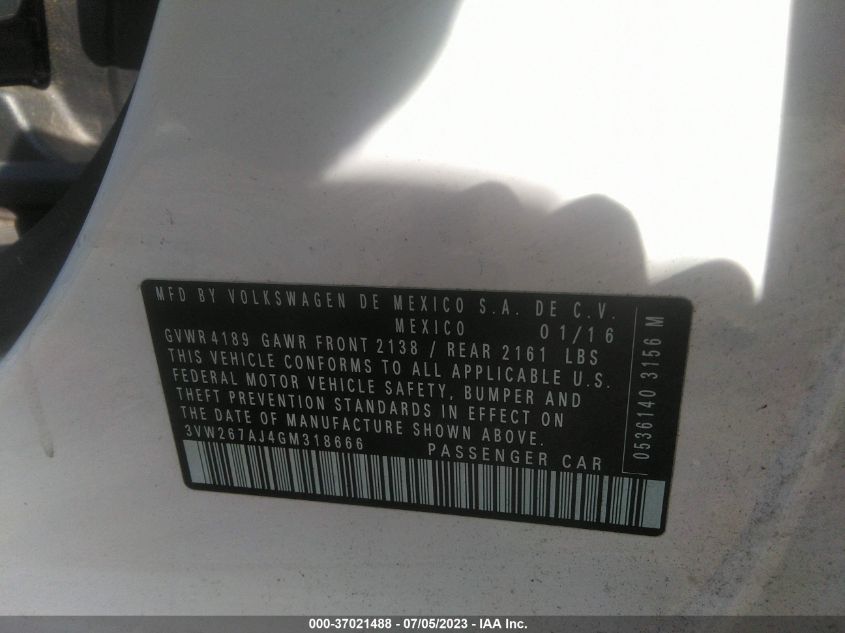 MFD BY VOLKSWAGEN DE MEXICO S.A. DE C.V.
MEXICO 01/16
GVWR 4189 GAWR FRONT 2138 / REAR 2161 LBS
THIS VEHICLE CONFORMS TO ALL APPLICABLE U.S.
FEDERAL MOTOR VEHICLE SAFETY, BUMPER AND
THEFT PREVENTION STANDARDS IN EFFECT ON
THE DATE OF MANUFACTURE SHOWN ABOVE.
3VW267AJ4GM318666 PASSENGER CAR
0536140 3156 M
000-37021488 - 07/05/2023 - IAA Inc.